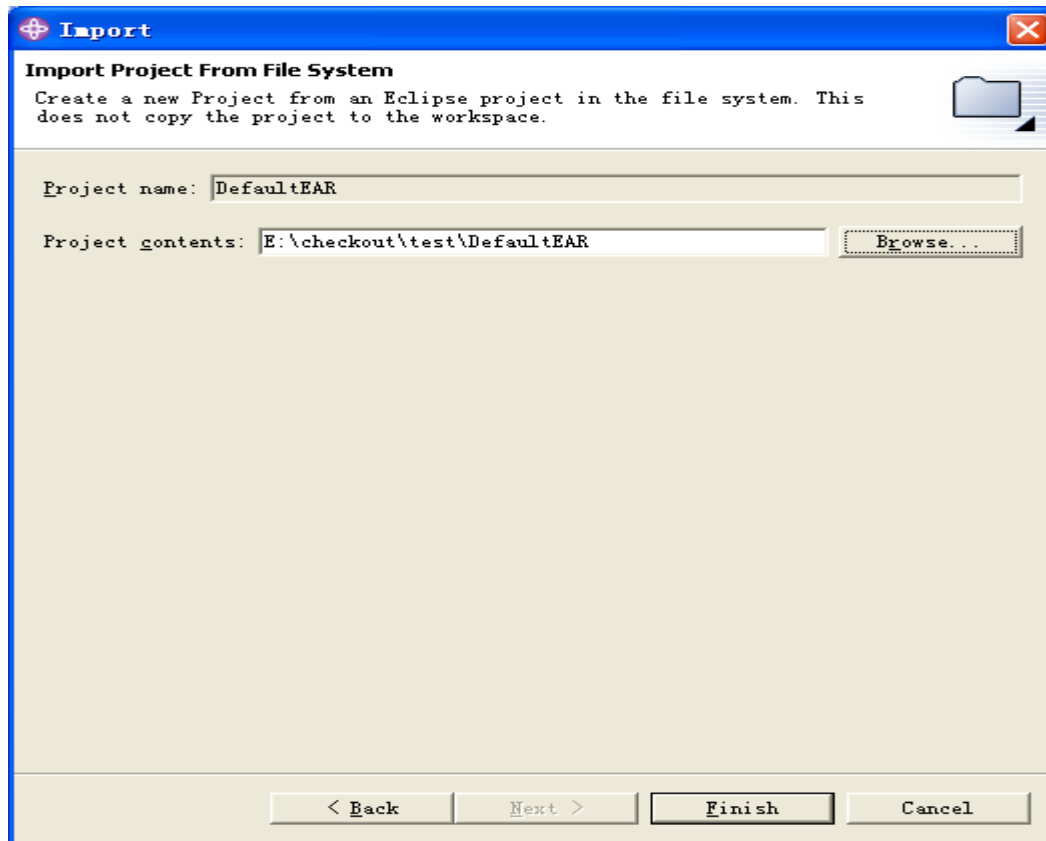 Import
Import Project From File System
Create a new Project from an Eclipse project in the file system. This
does not copy the project to the workspace.
Project name: DefaultEAR
Project contents: E:\checkout\test\DefaultEAR Browse...
< Back Next > Finish Cancel